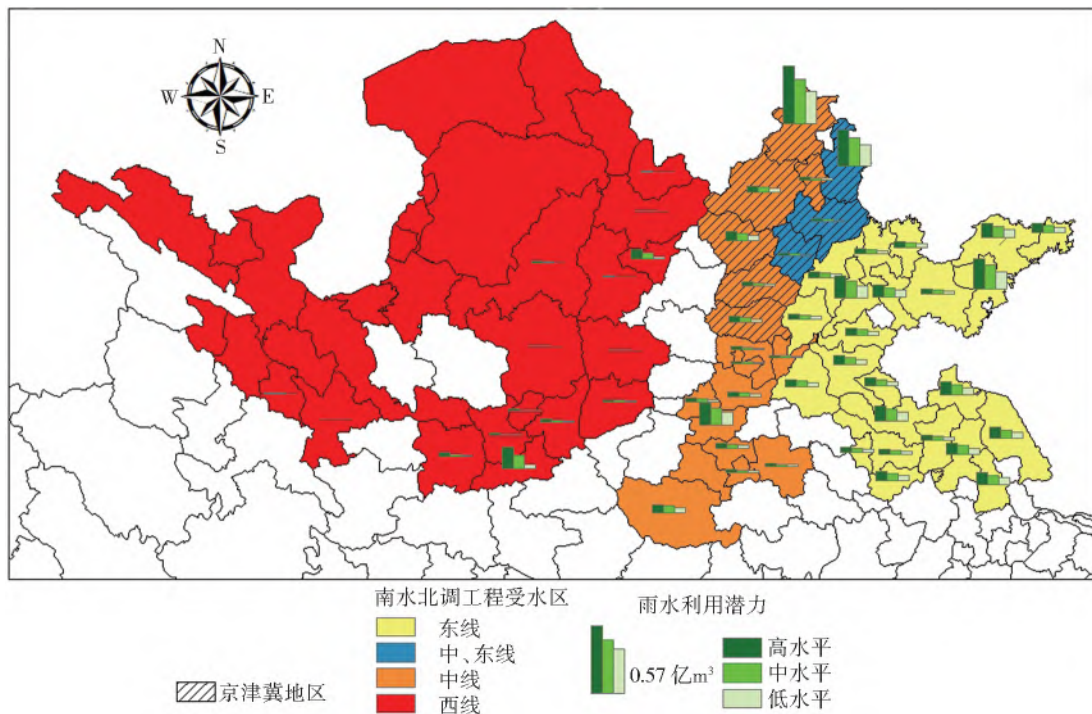 N
W E
S
南水北调工程受水区
东线
中、东线
中线
西线
京津冀地区
雨水利用潜力
0.57 亿m³
高水平
中水平
低水平